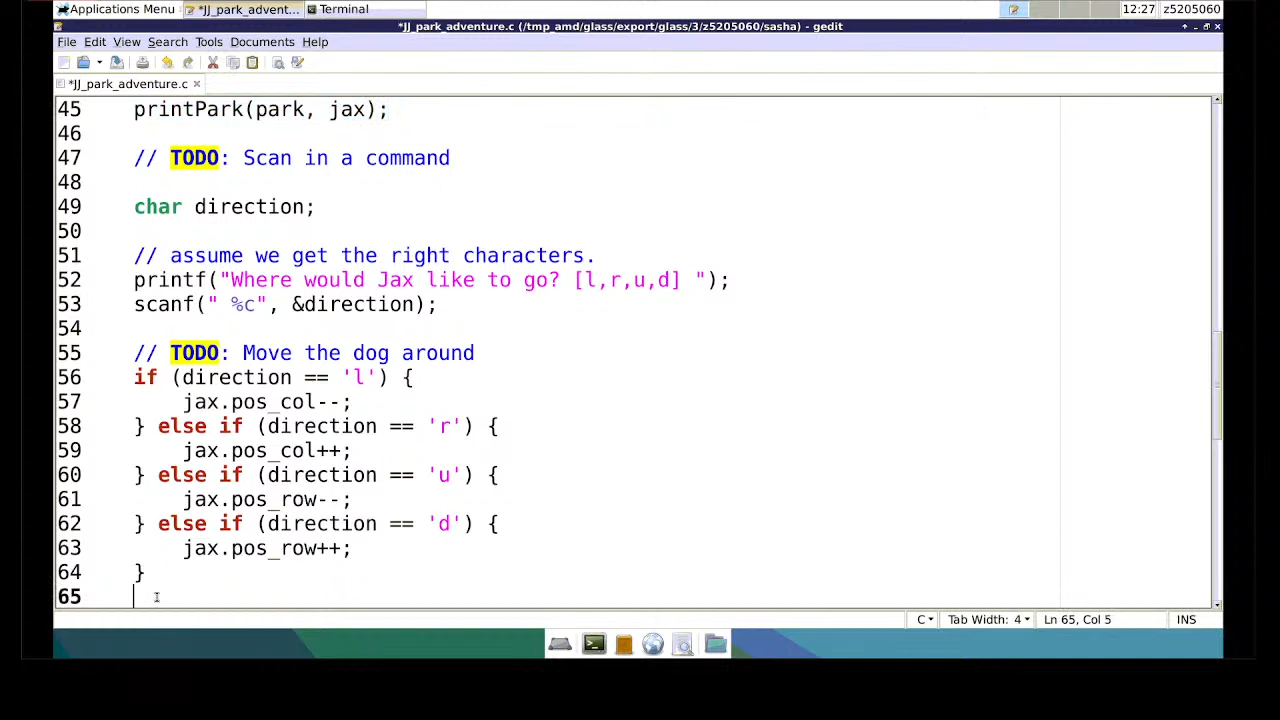 Applications Menu *JJ_park_advent... Terminal 12:27 z5205060
*JJ_park_adventure.c (/tmp_amd/glass/export/glass/3/z5205060/sasha) - gedit
File Edit View Search Tools Documents Help
*JJ_park_adventure.c ×
45 printPark(park, jax);
46
47 // TODO: Scan in a command
48
49 char direction;
50
51 // assume we get the right characters.
52 printf("Where would Jax like to go? [l,r,u,d] ");
53 scanf(" %c", &direction);
54
55 // TODO: Move the dog around
56 if (direction == 'l') {
57 jax.pos_col--;
58 } else if (direction == 'r') {
59 jax.pos_col++;
60 } else if (direction == 'u') {
61 jax.pos_row--;
62 } else if (direction == 'd') {
63 jax.pos_row++;
64 }
65
C Tab Width: 4 Ln 65, Col 5 INS